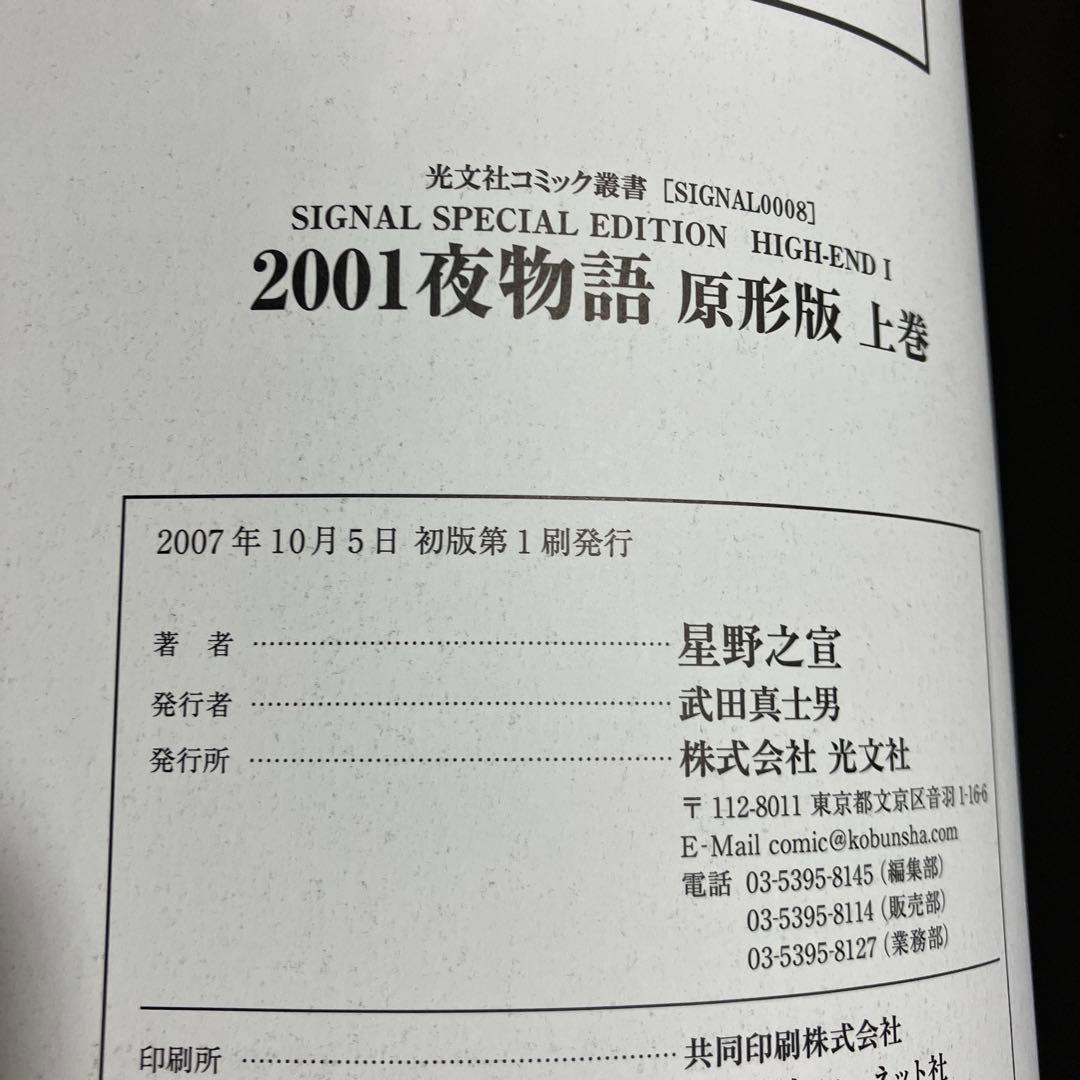 光文社コミック叢書 [SIGNAL0008]
SIGNAL SPECIAL EDITION HIGH-END I
2001夜物語 原形版 上巻
2007年10月5日 初版第1刷発行
著 者 …………………………………… 星野之宣
発行者 …………………………………… 武田真士男
発行所 …………………………………… 株式会社 光文社
〒112-8011 東京都文京区音羽1-16-6
E-Mail comic@kobunsha.com
電話 03-5395-8145(編集部)
03-5395-8114(販売部)
03-5395-8127(業務部)
印刷所 …………………………………… 共同印刷株式会社
ネット社